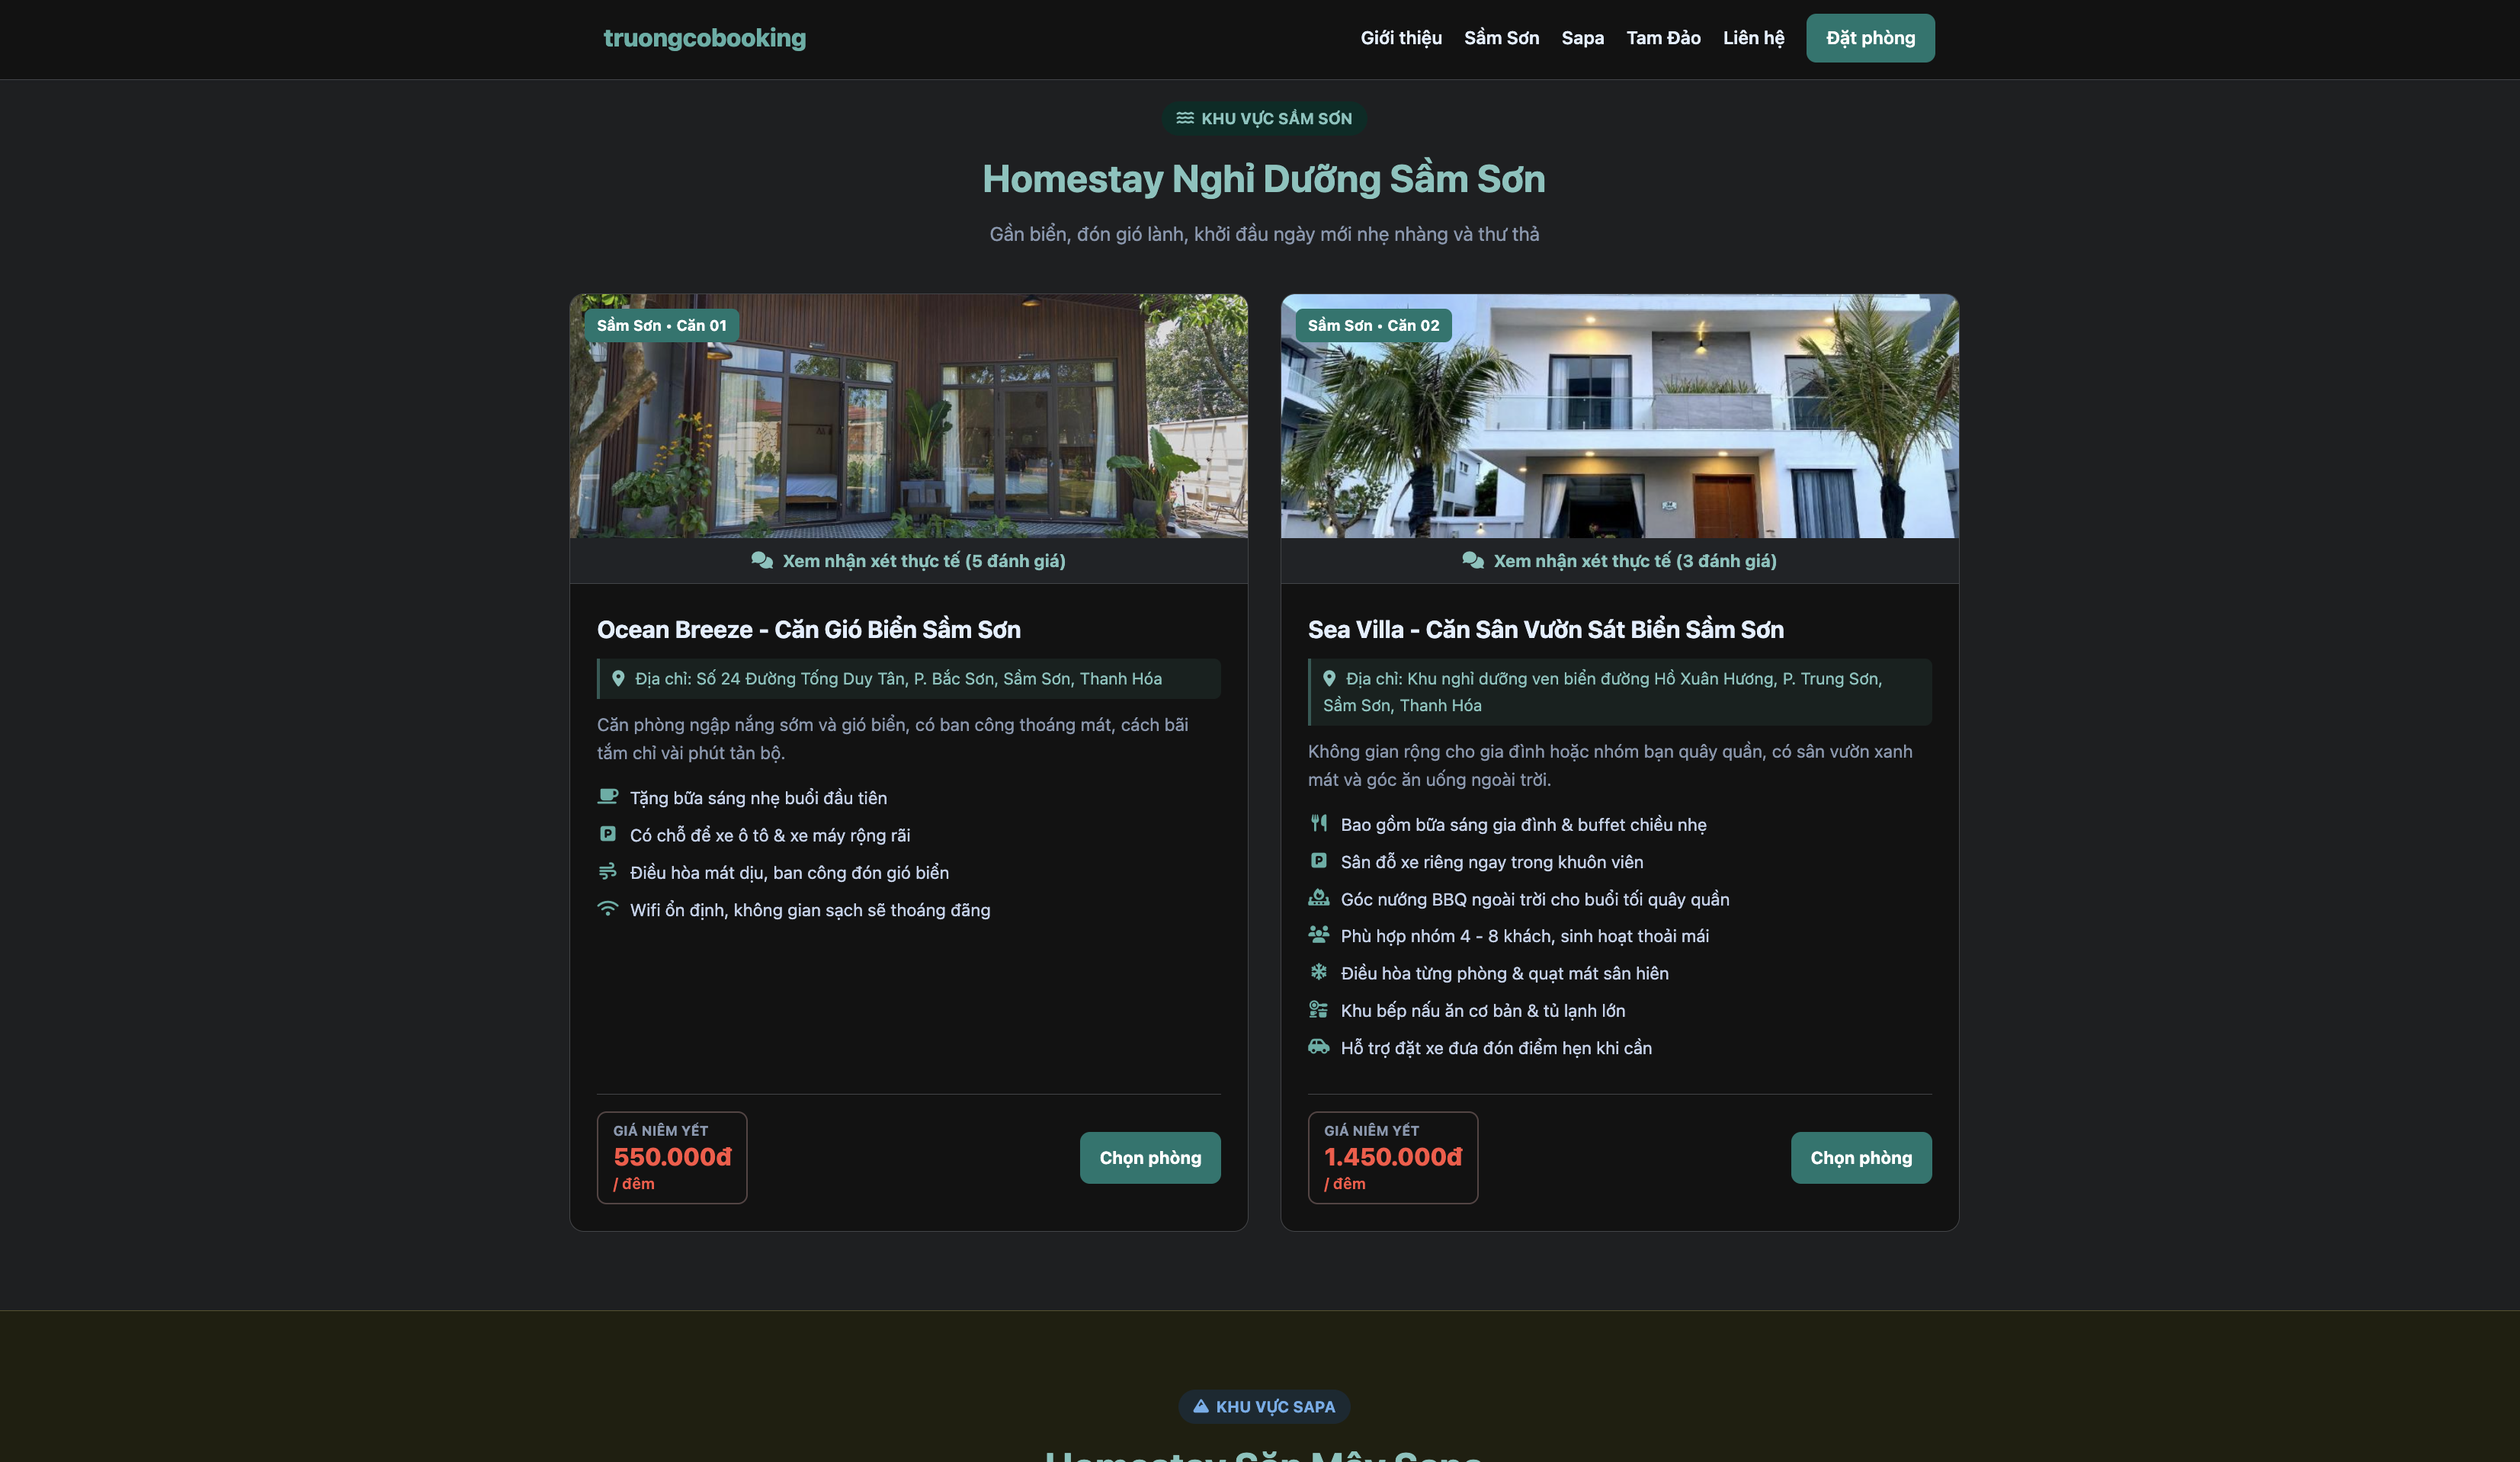 truongcobooking
Giới thiệu Sầm Sơn Sapa Tam Đảo Liên hệ Đặt phòng
KHU VỰC SẦM SƠN
Homestay Nghỉ Dưỡng Sầm Sơn
Gần biển, đón gió lành, khởi đầu ngày mới nhẹ nhàng và thư thả
Sầm Sơn • Căn 01
Xem nhận xét thực tế (5 đánh giá)
Ocean Breeze - Căn Gió Biển Sầm Sơn
Địa chỉ: Số 24 Đường Tống Duy Tân, P. Bắc Sơn, Sầm Sơn, Thanh Hóa
Căn phòng ngập nắng sớm và gió biển, có ban công thoáng mát, cách bãi
tắm chỉ vài phút tản bộ.
Tặng bữa sáng nhẹ buổi đầu tiên
Có chỗ để xe ô tô & xe máy rộng rãi
Điều hòa mát dịu, ban công đón gió biển
Wifi ổn định, không gian sạch sẽ thoáng đãng
GIÁ NIÊM YẾT
550.000đ
/ đêm
Chọn phòng
Sầm Sơn • Căn 02
Xem nhận xét thực tế (3 đánh giá)
Sea Villa - Căn Sân Vườn Sát Biển Sầm Sơn
Địa chỉ: Khu nghỉ dưỡng ven biển đường Hồ Xuân Hương, P. Trung Sơn,
Sầm Sơn, Thanh Hóa
Không gian rộng cho gia đình hoặc nhóm bạn quây quần, có sân vườn xanh
mát và góc ăn uống ngoài trời.
Bao gồm bữa sáng gia đình & buffet chiều nhẹ
Sân đỗ xe riêng ngay trong khuôn viên
Góc nướng BBQ ngoài trời cho buổi tối quây quần
Phù hợp nhóm 4 - 8 khách, sinh hoạt thoải mái
Điều hòa từng phòng & quạt mát sân hiên
Khu bếp nấu ăn cơ bản & tủ lạnh lớn
Hỗ trợ đặt xe đưa đón điểm hẹn khi cần
GIÁ NIÊM YẾT
1.450.000đ
/ đêm
Chọn phòng
KHU VỰC SAPA
Homestay Săn Mây Sapa